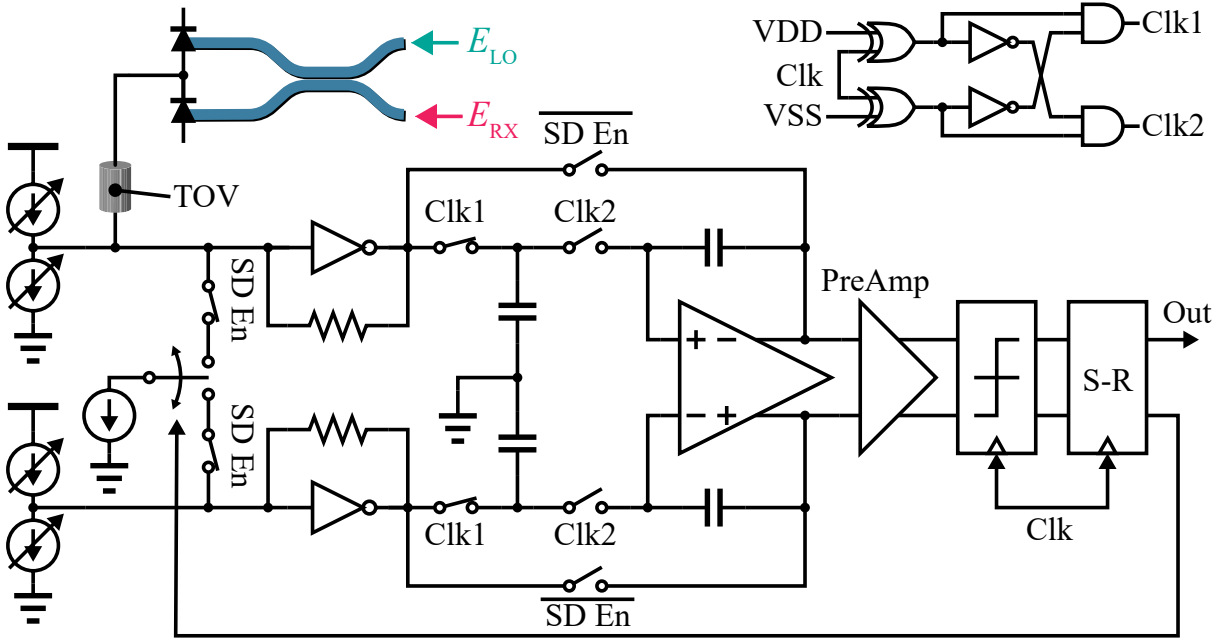 E_LO
E_RX
VDD
Clk
VSS
Clk1
Clk2
SD En
TOV
Clk1
Clk2
SD En
PreAmp
+ −
− +
S-R
Out
SD En
Clk1
Clk2
Clk
SD En